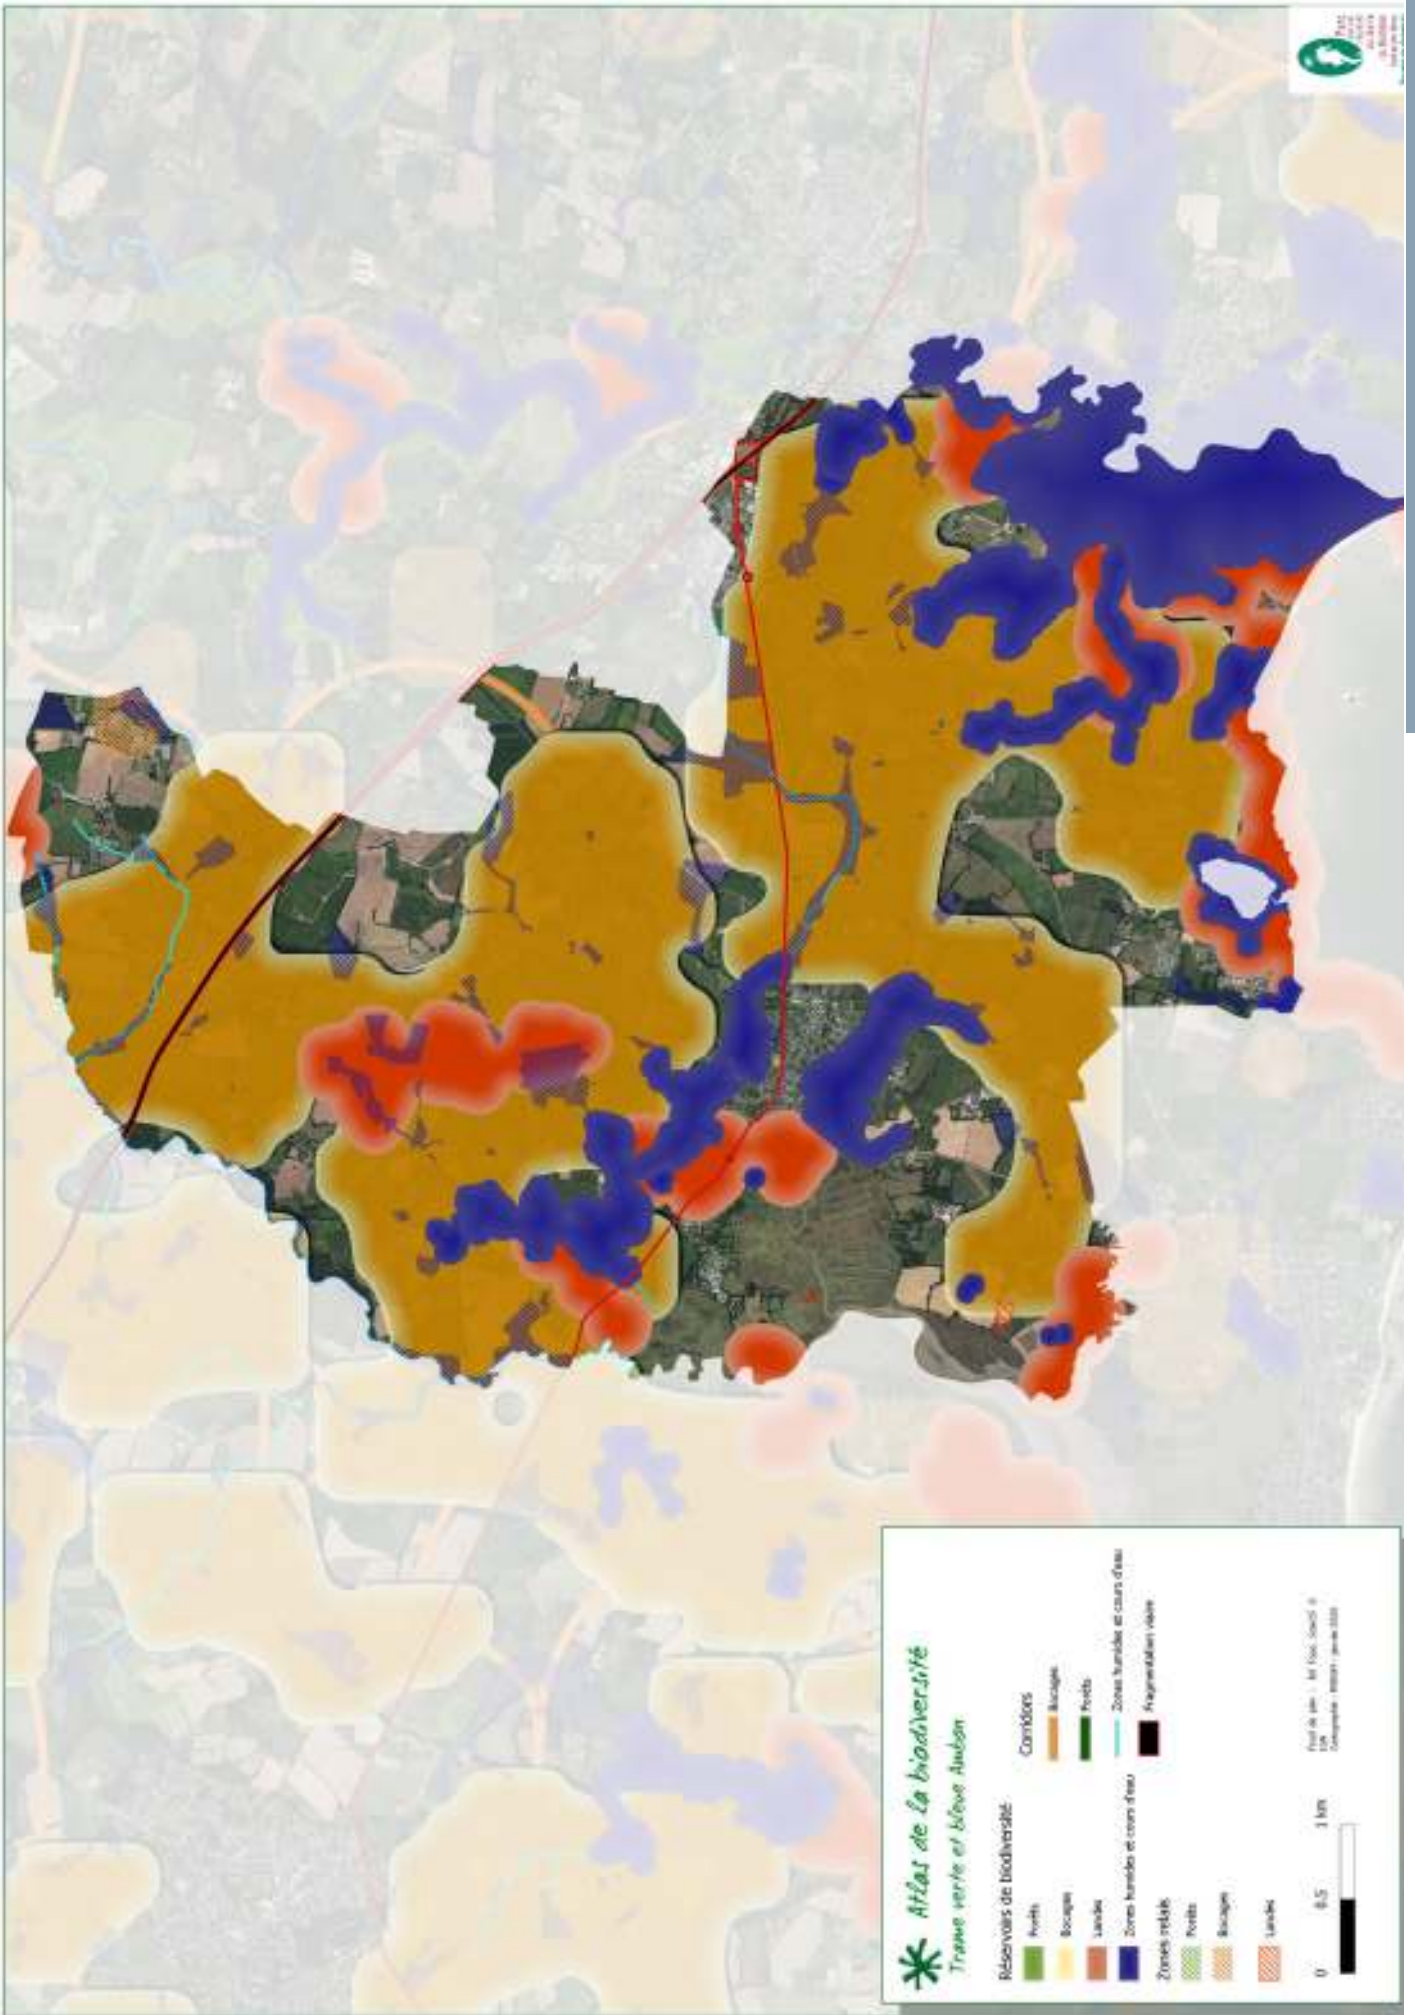 Atlas de la biodiversité
Trame verte et bleue Ambon
Réservoirs de biodiversité
Forêts
Bocages
Landes
Zones humides et cours d'eau
Zones relais
Forêts
Bocages
Landes
Corridors
Bocages
Forêts
Zones humides et cours d'eau
Fragmentation viaire
0 0.5 1 km
Parc